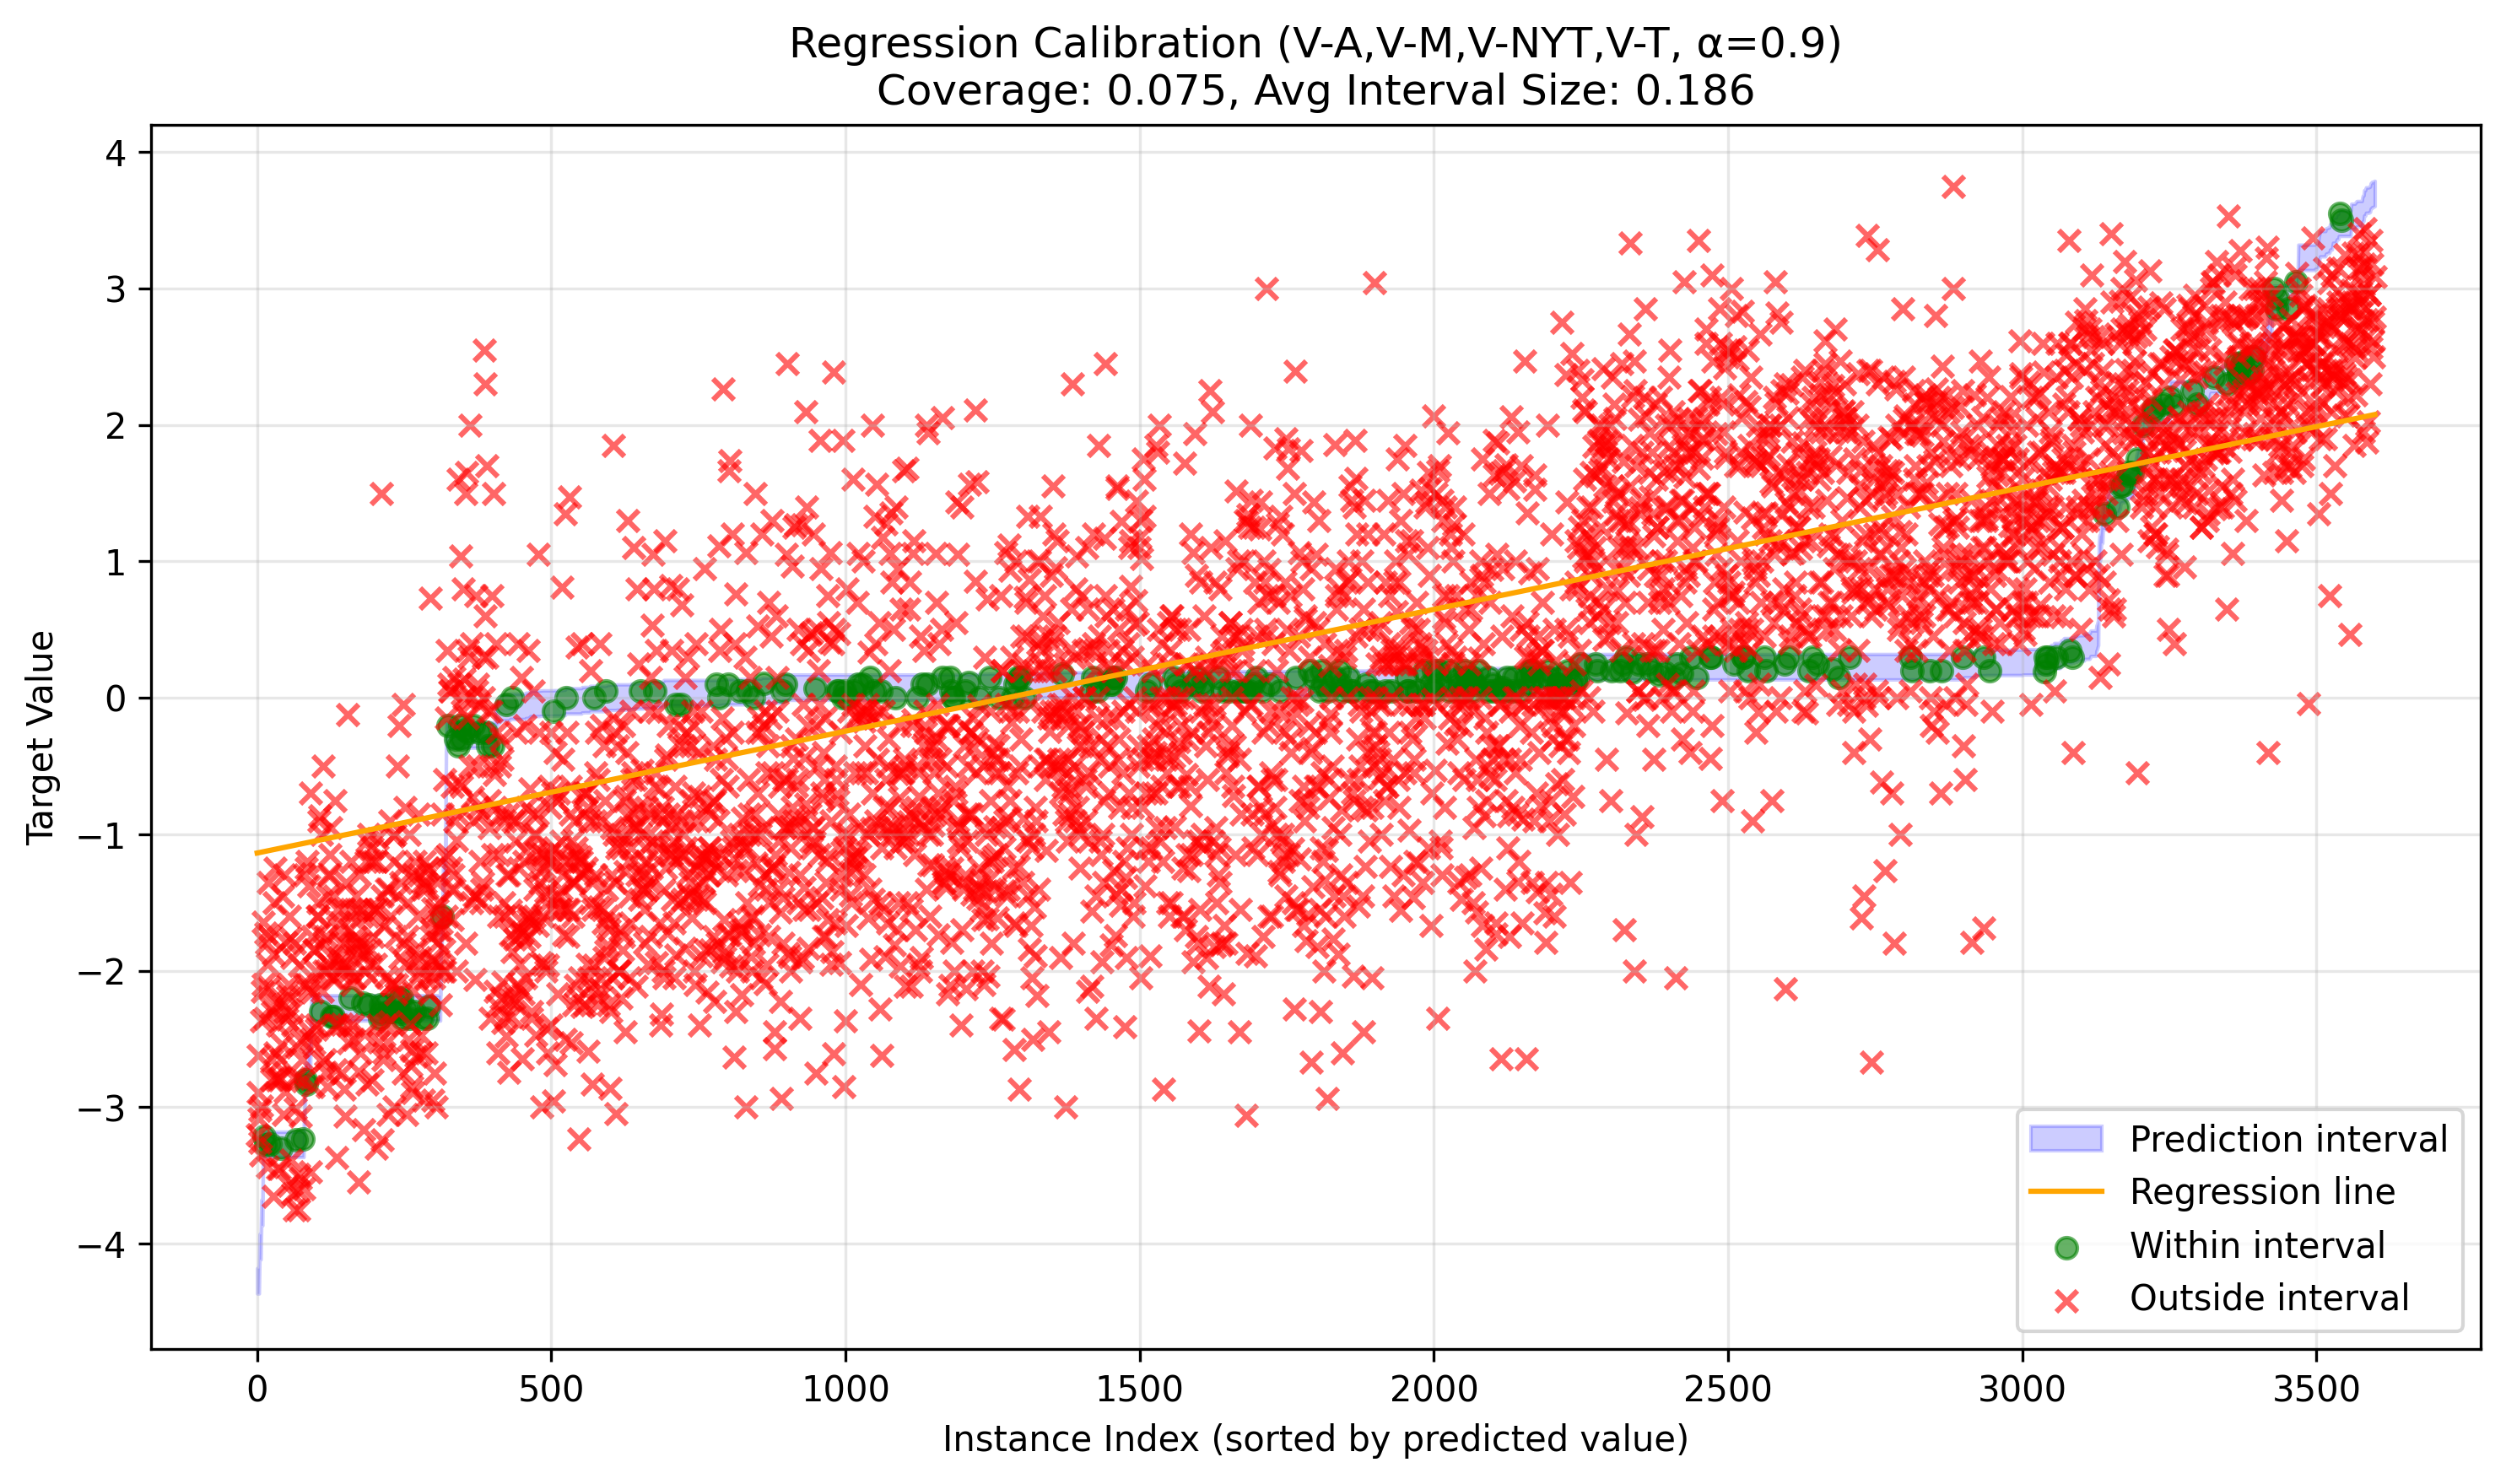 Regression Calibration (V-A,V-M,V-NYT,V-T, α=0.9)
Coverage: 0.075, Avg Interval Size: 0.186
4
3
2
1
0
−1
−2
−3
−4
Target Value
0
500
1000
1500
2000
2500
3000
3500
Instance Index (sorted by predicted value)
Prediction interval
Regression line
Within interval
Outside interval